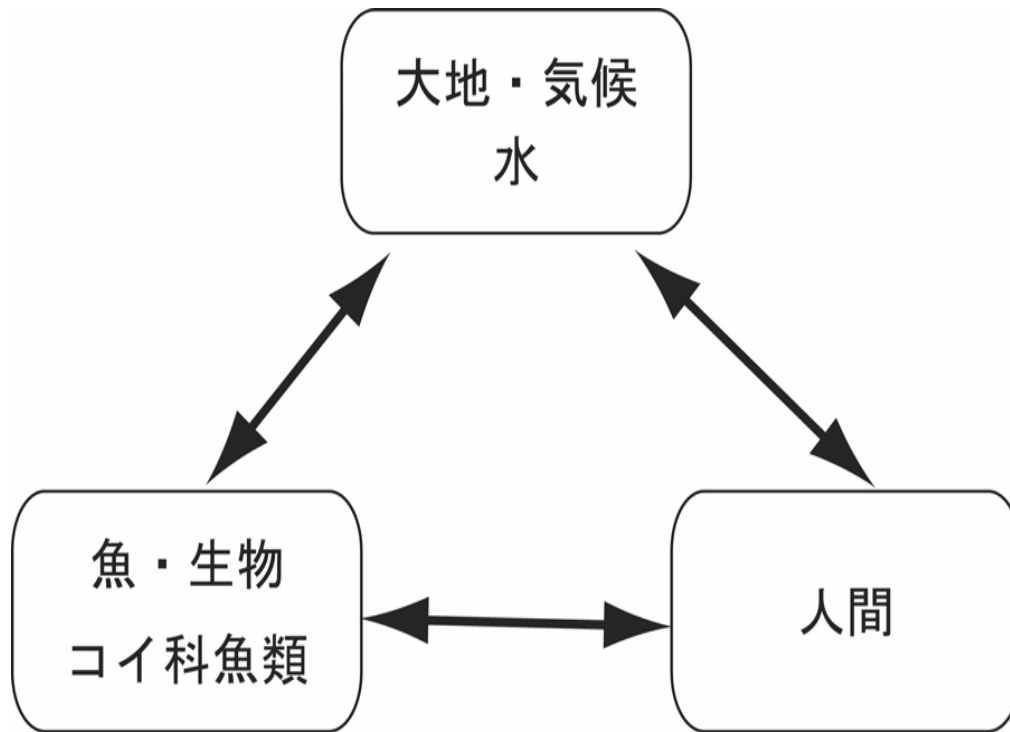 大地・気候
水
魚・生物
コイ科魚類
人間